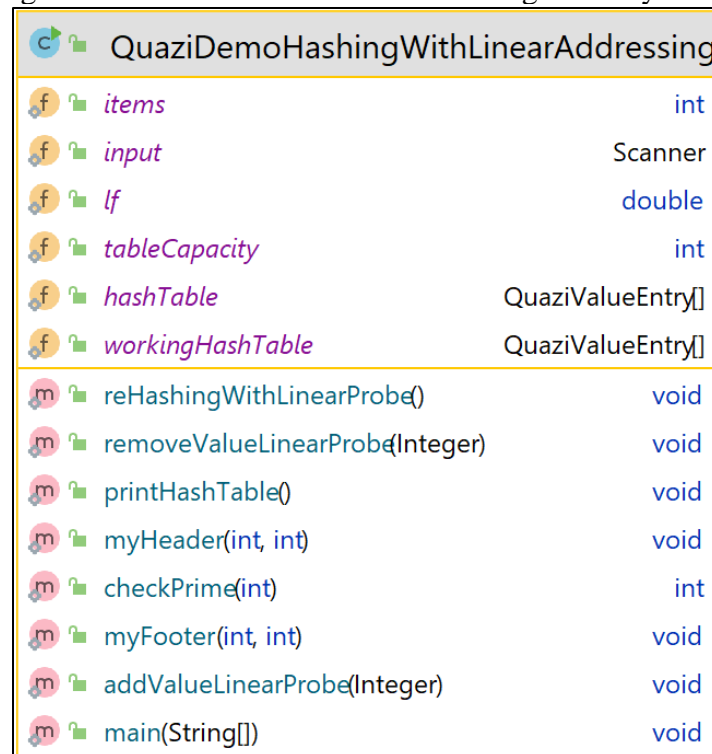 C QuaziDemoHashingWithLinearAddressing
f items int
f input Scanner
f lf double
f tableCapacity int
f hashTable QuaziValueEntry[]
f workingHashTable QuaziValueEntry[]
m reHashingWithLinearProbe() void
m removeValueLinearProbe(Integer) void
m printHashTable() void
m myHeader(int, int) void
m checkPrime(int) int
m myFooter(int, int) void
m addValueLinearProbe(Integer) void
m main(String[]) void